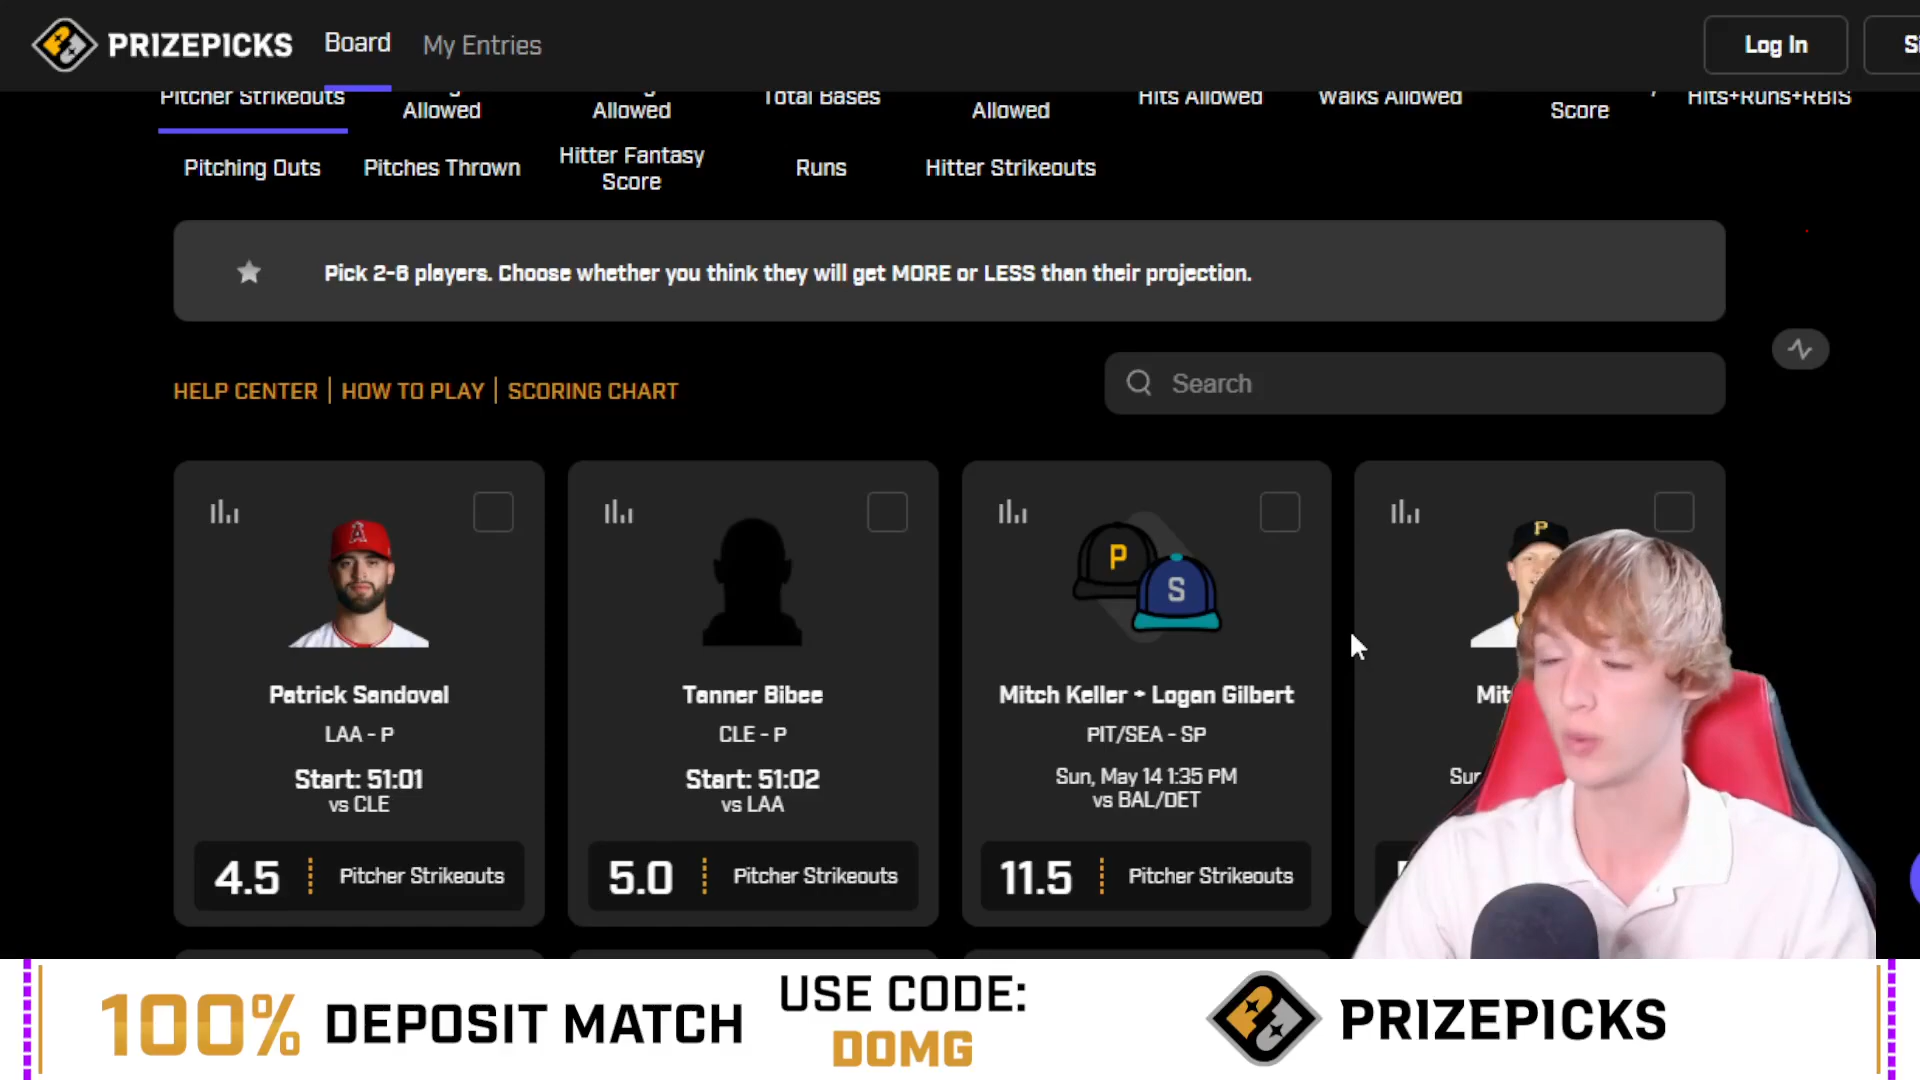 PRIZEPICKS Board My Entries Log In
Pitcher Strikeouts Allowed Allowed Total Bases Allowed Hits Allowed Walks Allowed Score Hits+Runs+RBIS
Pitching Outs Pitches Thrown Hitter Fantasy Score Runs Hitter Strikeouts
Pick 2-6 players. Choose whether you think they will get MORE or LESS than their projection.
HELP CENTER | HOW TO PLAY | SCORING CHART
Search
A
P
S
P
Patrick Sandoval
LAA - P
Start: 51:01
vs CLE
4.5 Pitcher Strikeouts
Tanner Bibee
CLE - P
Start: 51:02
vs LAA
5.0 Pitcher Strikeouts
Mitch Keller + Logan Gilbert
PIT/SEA - SP
Sun, May 14 1:35 PM
vs BAL/DET
11.5 Pitcher Strikeouts
100% DEPOSIT MATCH
USE CODE:
DOMG
PRIZEPICKS